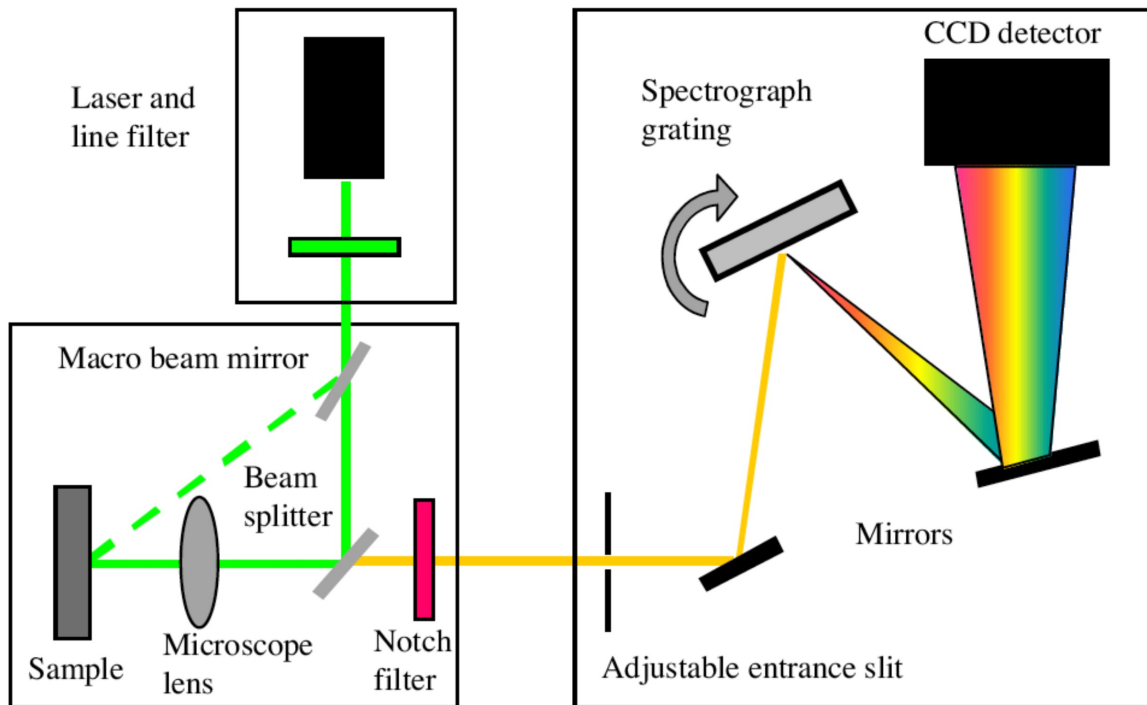 Laser and
line filter
Macro beam mirror
Beam
splitter
Sample
Microscope
lens
Notch
filter
CCD detector
Spectrograph
grating
Mirrors
Adjustable entrance slit